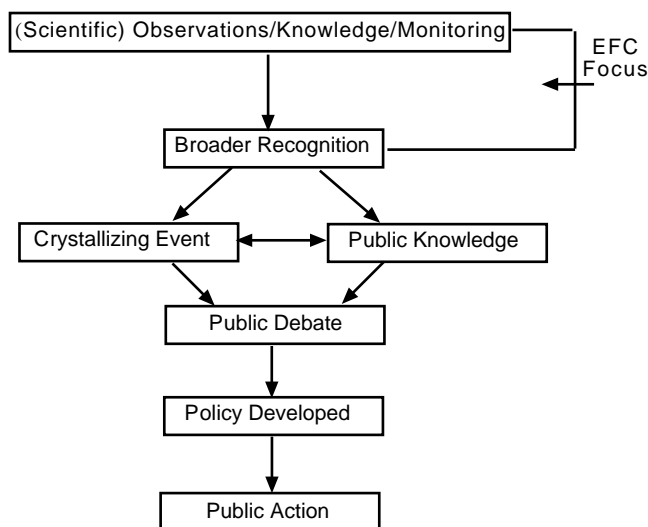 (Scientific) Observations/Knowledge/Monitoring
EFC
Focus
Broader Recognition
Crystallizing Event
Public Knowledge
Public Debate
Policy Developed
Public Action